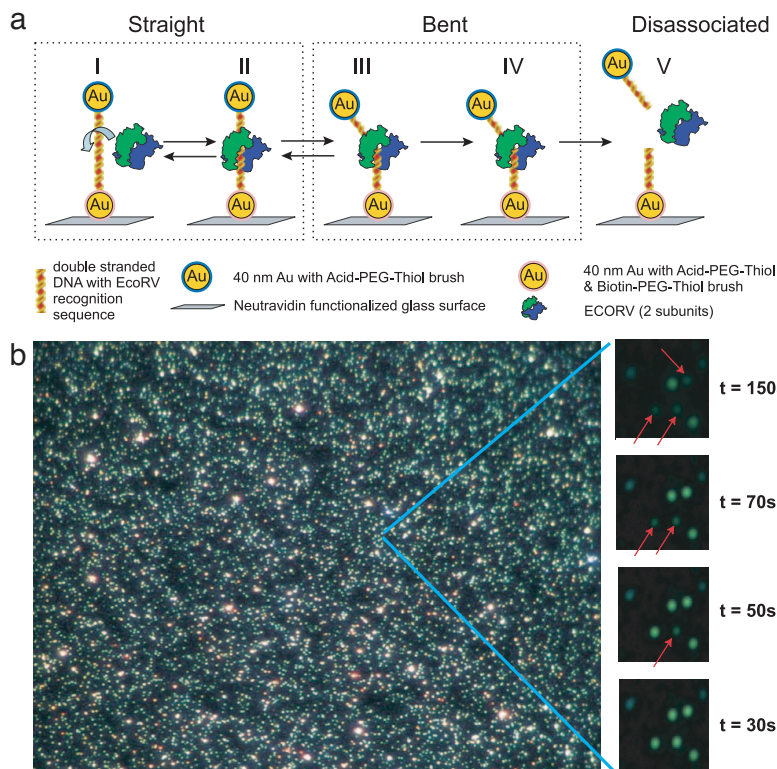 a
Straight
Bent
Disassociated
I
II
III
IV
V
Au
Au
Au
Au
Au
Au
Au
Au
Au
Au
double stranded
DNA with EcoRV
recognition
sequence
Au
40 nm Au with Acid-PEG-Thiol brush
Neutravidin functionalized glass surface
Au
40 nm Au with Acid-PEG-Thiol
& Biotin-PEG-Thiol brush
ECORV (2 subunits)
b
t = 150
t = 70s
t = 50s
t = 30s